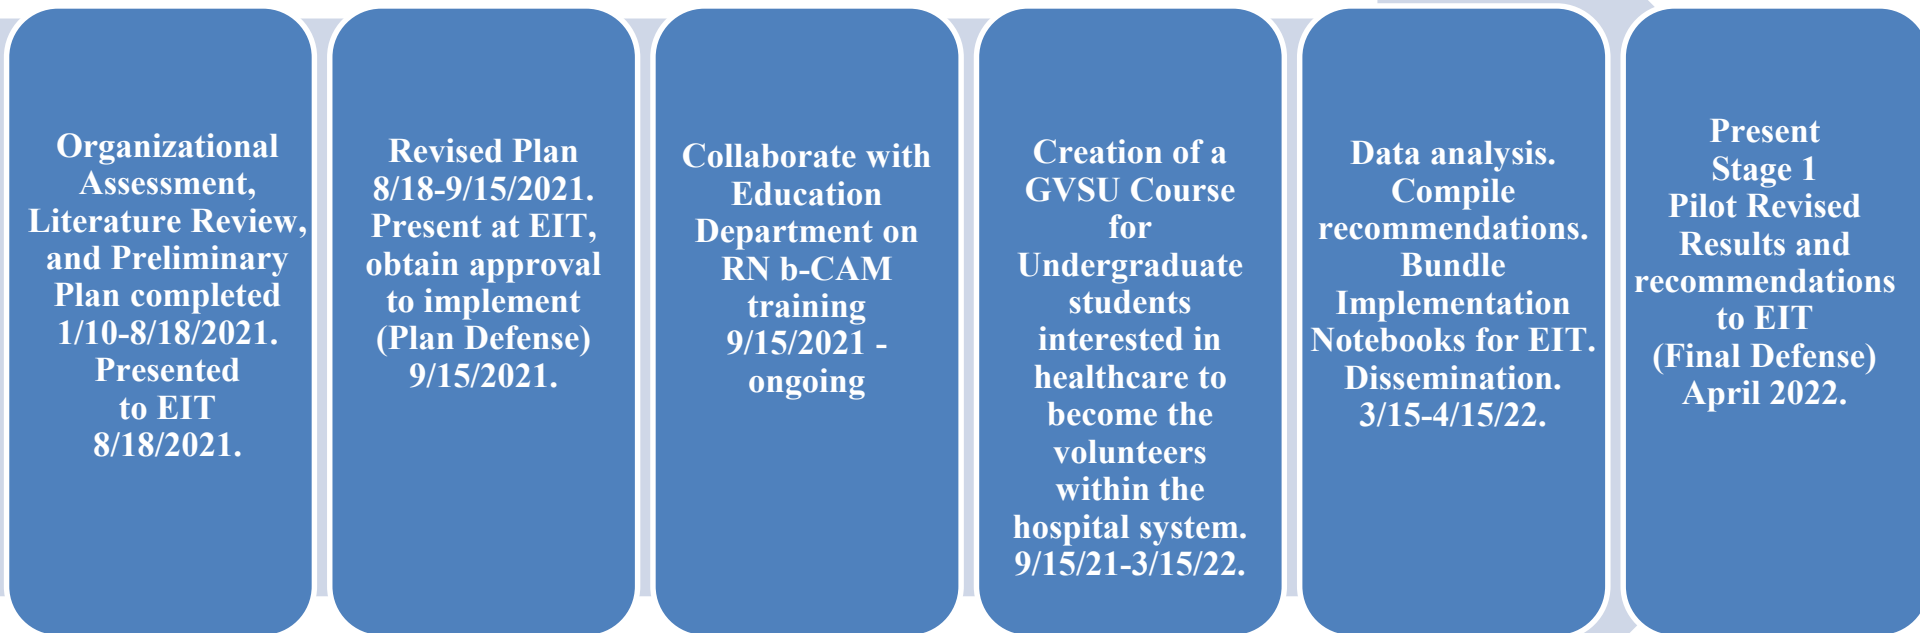 Organizational
Assessment,
Literature Review,
and Preliminary
Plan completed
1/10-8/18/2021.
Presented
to EIT
8/18/2021.
Revised Plan
8/18-9/15/2021.
Present at EIT,
obtain approval
to implement
(Plan Defense)
9/15/2021.
Collaborate with
Education
Department on
RN b-CAM
training
9/15/2021 -
ongoing
Creation of a
GVSU Course
for
Undergraduate
students
interested in
healthcare to
become the
volunteers
within the
hospital system.
9/15/21-3/15/22.
Data analysis.
Compile
recommendations.
Bundle
Implementation
Notebooks for EIT.
Dissemination.
3/15-4/15/22.
Present
Stage 1
Pilot Revised
Results and
recommendations
to EIT
(Final Defense)
April 2022.